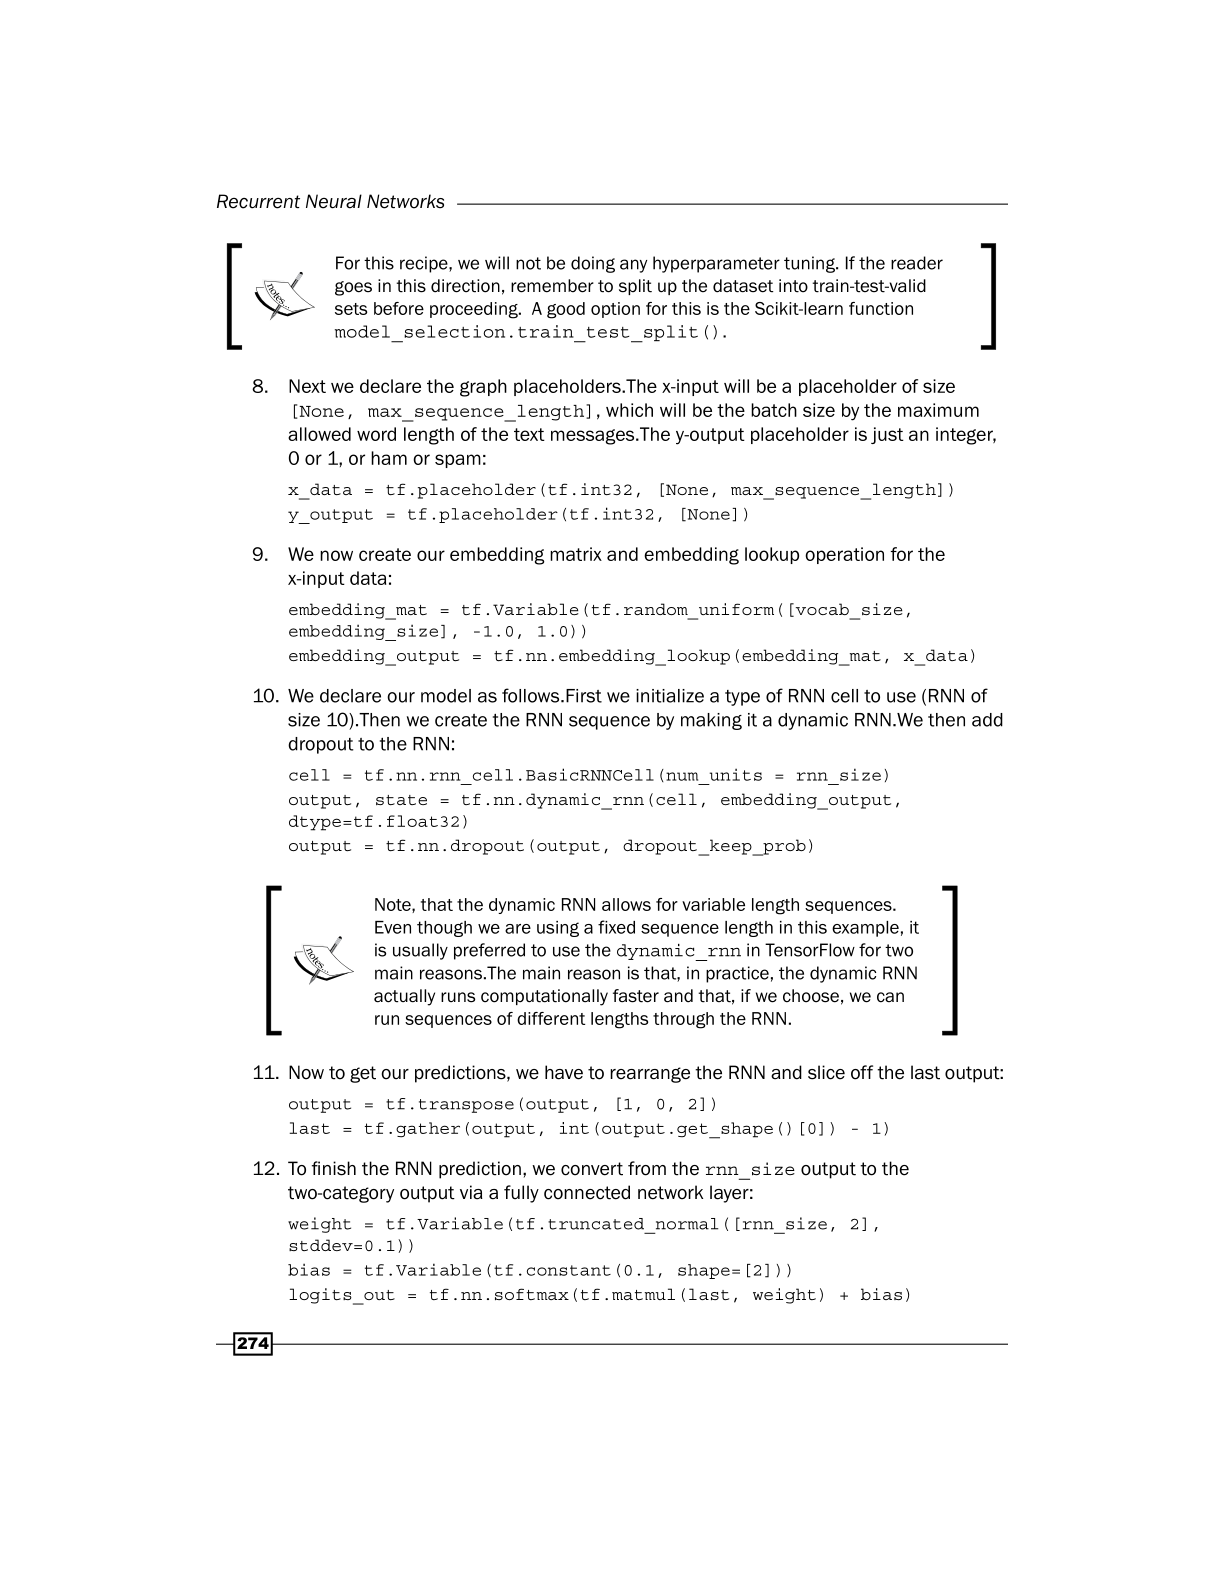 Recurrent Neural Networks
For this recipe, we will not be doing any hyperparameter tuning. If the reader
goes in this direction, remember to split up the dataset into train-test-valid
sets before proceeding.  A good option for this is the Scikit-learn function
model_selection.train_test_split().
notes...
8. Next we declare the graph placeholders.The x-input will be a placeholder of size
[None, max_sequence_length], which will be the batch size by the maximum
allowed word length of the text messages.The y-output placeholder is just an integer,
0 or 1, or ham or spam:
x_data = tf.placeholder(tf.int32, [None, max_sequence_length])
y_output = tf.placeholder(tf.int32, [None])
9. We now create our embedding matrix and embedding lookup operation for the
x-input data:
embedding_mat = tf.Variable(tf.random_uniform([vocab_size,
embedding_size], -1.0, 1.0))
embedding_output = tf.nn.embedding_lookup(embedding_mat, x_data)
10. We declare our model as follows.First we initialize a type of RNN cell to use (RNN of
size 10).Then we create the RNN sequence by making it a dynamic RNN.We then add
dropout to the RNN:
cell = tf.nn.rnn_cell.BasicRNNCell(num_units = rnn_size)
output, state = tf.nn.dynamic_rnn(cell, embedding_output,
dtype=tf.float32)
output = tf.nn.dropout(output, dropout_keep_prob)
Note, that the dynamic RNN allows for variable length sequences.
Even though we are using a fixed sequence length in this example, it
is usually preferred to use the dynamic_rnn in TensorFlow for two
main reasons.The main reason is that, in practice, the dynamic RNN
actually runs computationally faster and that, if we choose, we can
run sequences of different lengths through the RNN.
notes...
11. Now to get our predictions, we have to rearrange the RNN and slice off the last output:
output = tf.transpose(output, [1, 0, 2])
last = tf.gather(output, int(output.get_shape()[0]) - 1)
12. To finish the RNN prediction, we convert from the rnn_size output to the
two-category output via a fully connected network layer:
weight = tf.Variable(tf.truncated_normal([rnn_size, 2],
stddev=0.1))
bias = tf.Variable(tf.constant(0.1, shape=[2]))
logits_out = tf.nn.softmax(tf.matmul(last, weight) + bias)
274